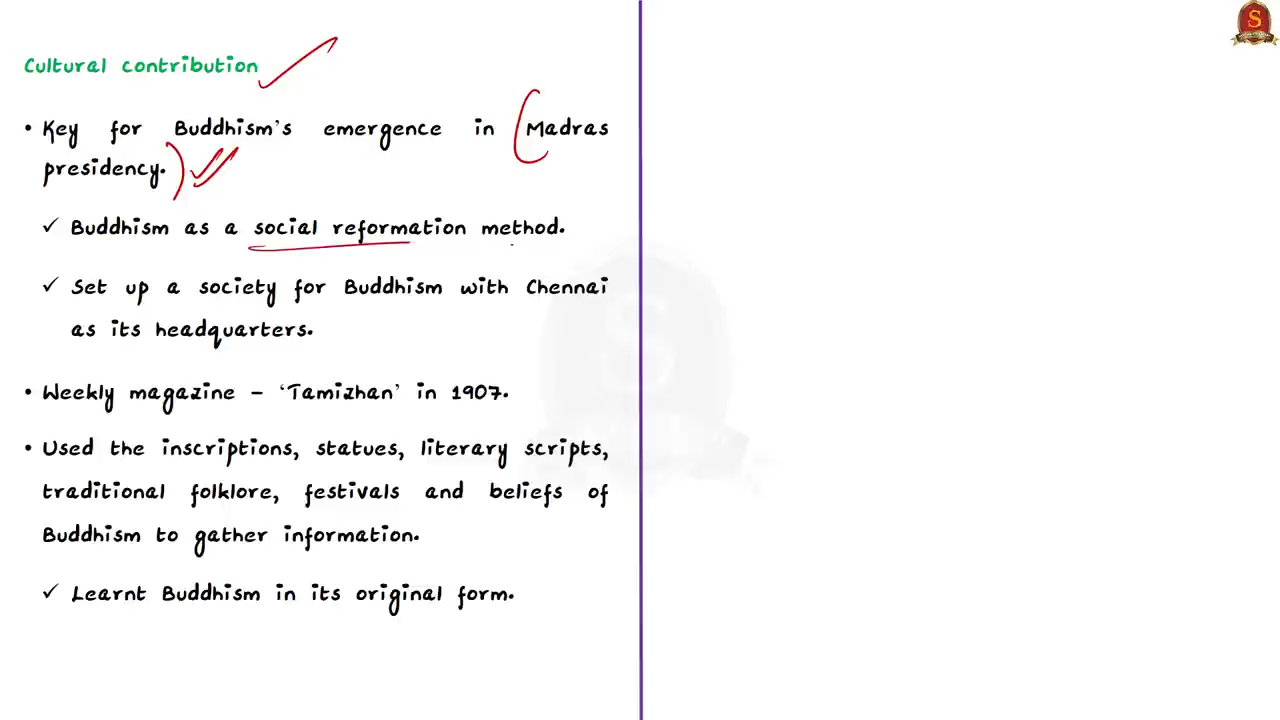 Cultural contribution
• Key for Buddhism's emergence in Madras
presidency.
✓ Buddhism as a social reformation method.
✓ Set up a society for Buddhism with Chennai
as its headquarters.
• Weekly magazine – 'Tamizhan' in 1907.
• Used the inscriptions, statues, literary scripts,
traditional folklore, festivals and beliefs of
Buddhism to gather information.
✓ Learnt Buddhism in its original form.
S